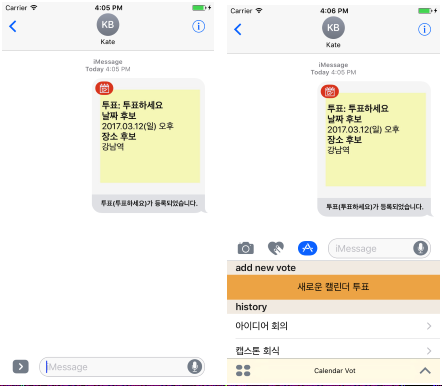 Carrier 4:05 PM
KB
Kate
iMessage
Today 4:05 PM
투표: 투표하세요
날짜 후보
2017.03.12(일) 오후
장소 후보
강남역
투표(투표하세요)가 등록되었습니다.
iMessage
Carrier 4:06 PM
KB
Kate
iMessage
Today 4:05 PM
투표: 투표하세요
날짜 후보
2017.03.12(일) 오후
장소 후보
강남역
투표(투표하세요)가 등록되었습니다.
iMessage
add new vote
새로운 캘린더 투표
history
아이디어 회의
캡스톤 회식
Calendar Vot